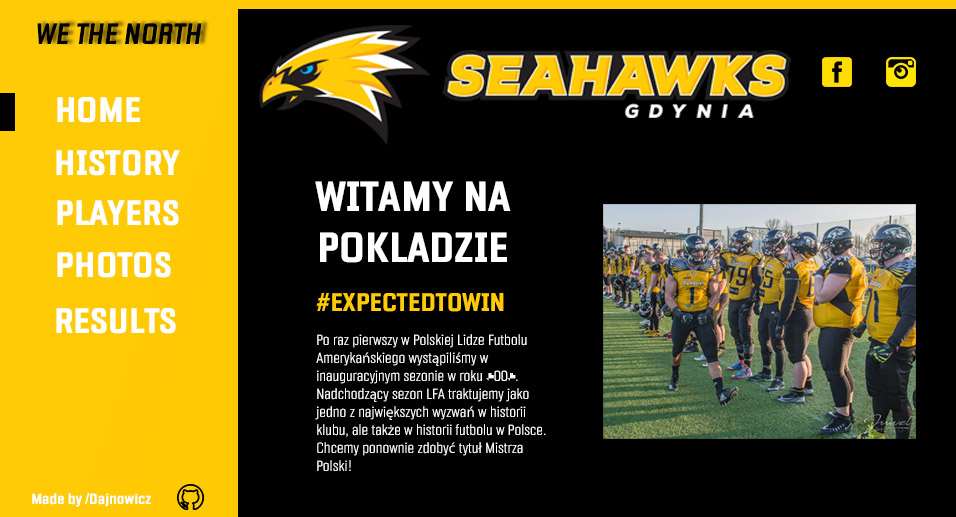 WE THE NORTH
HOME
HISTORY
PLAYERS
PHOTOS
RESULTS
Made by /Dajnowicz
SEAHAWKS
GDYNIA
WITAMY NA
POKLADZIE
#EXPECTEDTOWIN
Po raz pierwszy w Polskiej Lidze Futbolu
Amerykańskiego wystąpiliśmy w
inauguracyjnym sezonie w roku
Nadchodzący sezon LFA traktujemy jako
jedno z największych wyzwań w historii
klubu, ale także w historii futbolu w Polsce.
Chcemy ponownie zdobyć tytuł Mistrza
Polski!
1
79